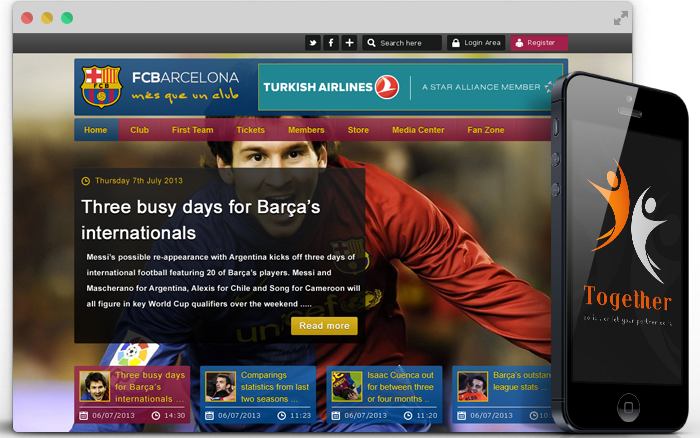 Search here
Login Area
Register
FCB
FCBARCELONA
més que un club
TURKISH AIRLINES
A STAR ALLIANCE MEMBER
Home
Club
First Team
Tickets
Members
Store
Media Center
Fan Zone
Thursday 7th July 2013
Three busy days for Barça’s
internationals
Messi’s possible re-appearance with Argentina kicks off three days of
international football featuring 20 of Barça’s players. Messi and
Mascherano for Argentina, Alexis for Chile and Song for Cameroon will
all figure in key World Cup qualifiers over the weekend .....
Read more
unicef
Three busy days
for Barça’s
internationals ...
06/07/2013
14:30
Comparings
statistics from last
two seasons ...
06/07/2013
11:23
Isaac Cuenca out
for between three
or four months ..
06/07/2013
11:20
Barça’s outstan
league stats ..
06/07/2013
Together